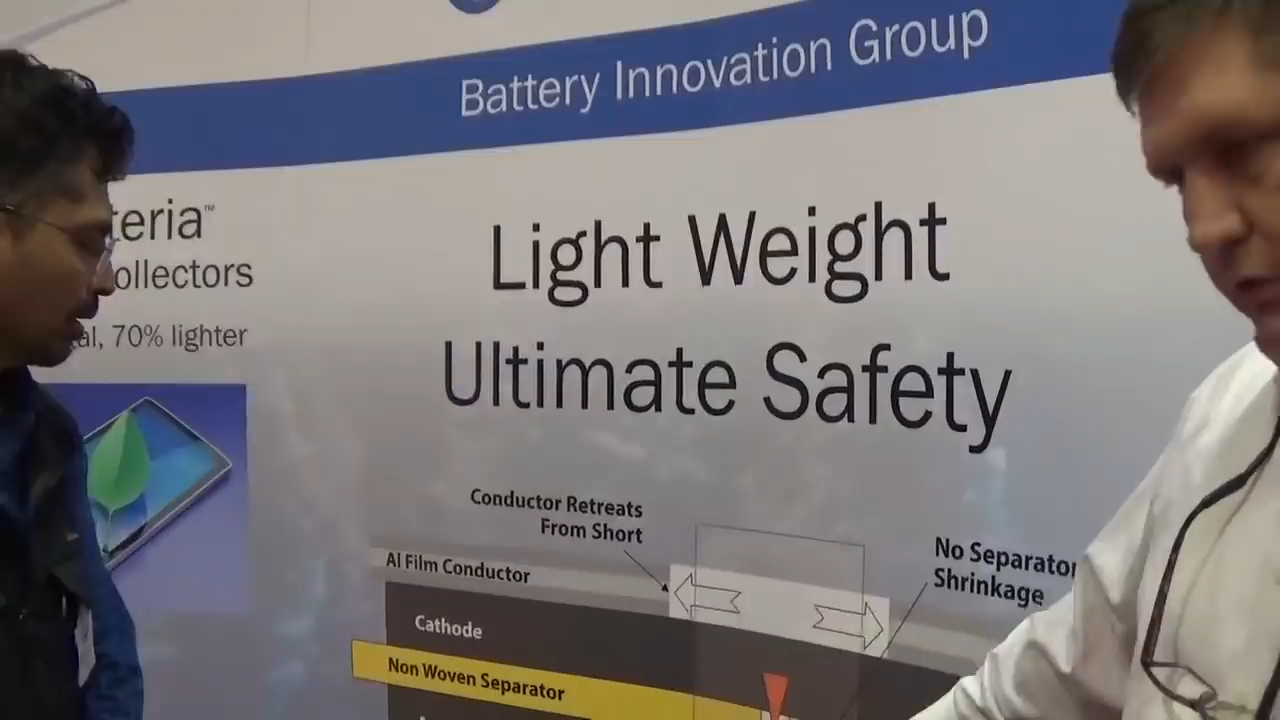 Battery Innovation Group
teria™
ollectors
al, 70% lighter
Light Weight
Ultimate Safety
Conductor Retreats
From Short
No Separator
Shrinkage
Al Film Conductor
Cathode
Non Woven Separator